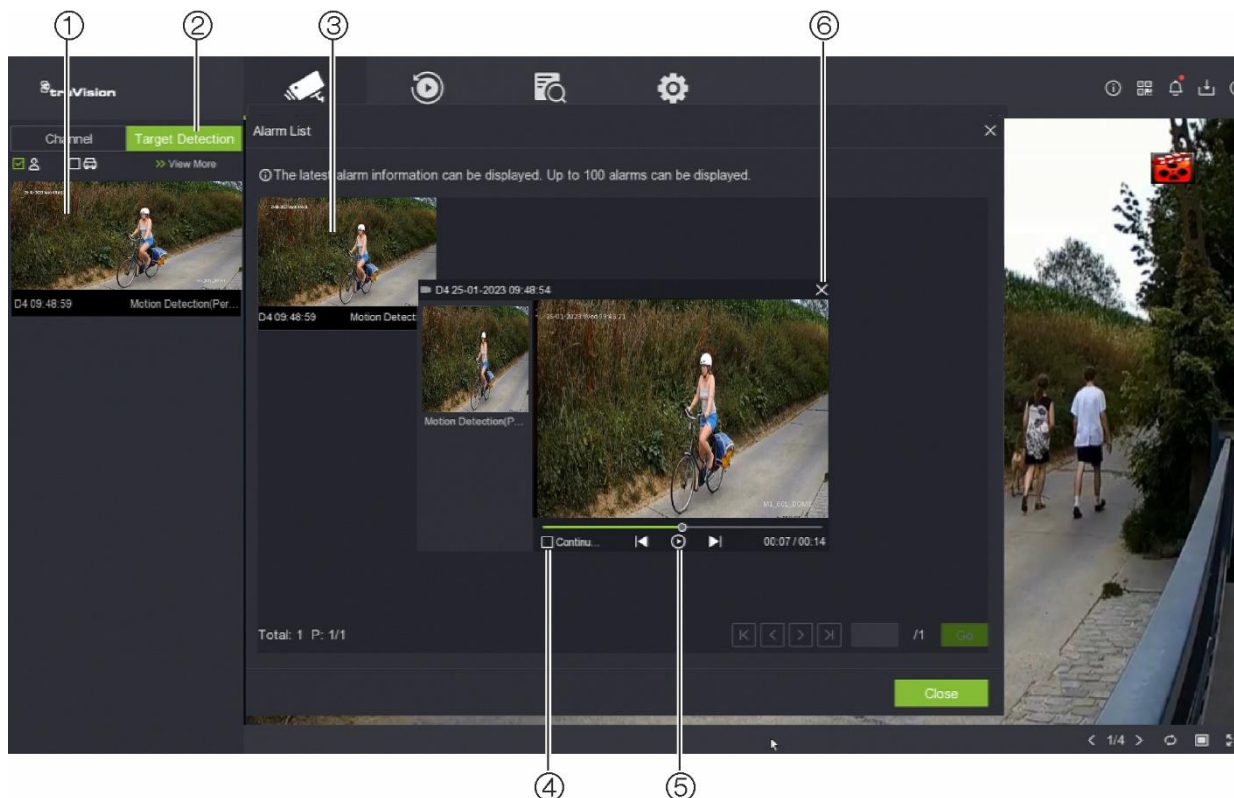 ① ② ③ ⑥
truVision
Channel
Target Detection
View More
D4 09:48:59 Motion Detection(Per...
Alarm List
The latest alarm information can be displayed. Up to 100 alarms can be displayed.
D4 09:48:59 Motion Detect
D4 25-01-2023 09:48:54
Motion Detection(P...
Continu...
00:07 / 00:14
Total: 1 P: 1/1
/1
Go
Close
1/4
④ ⑤